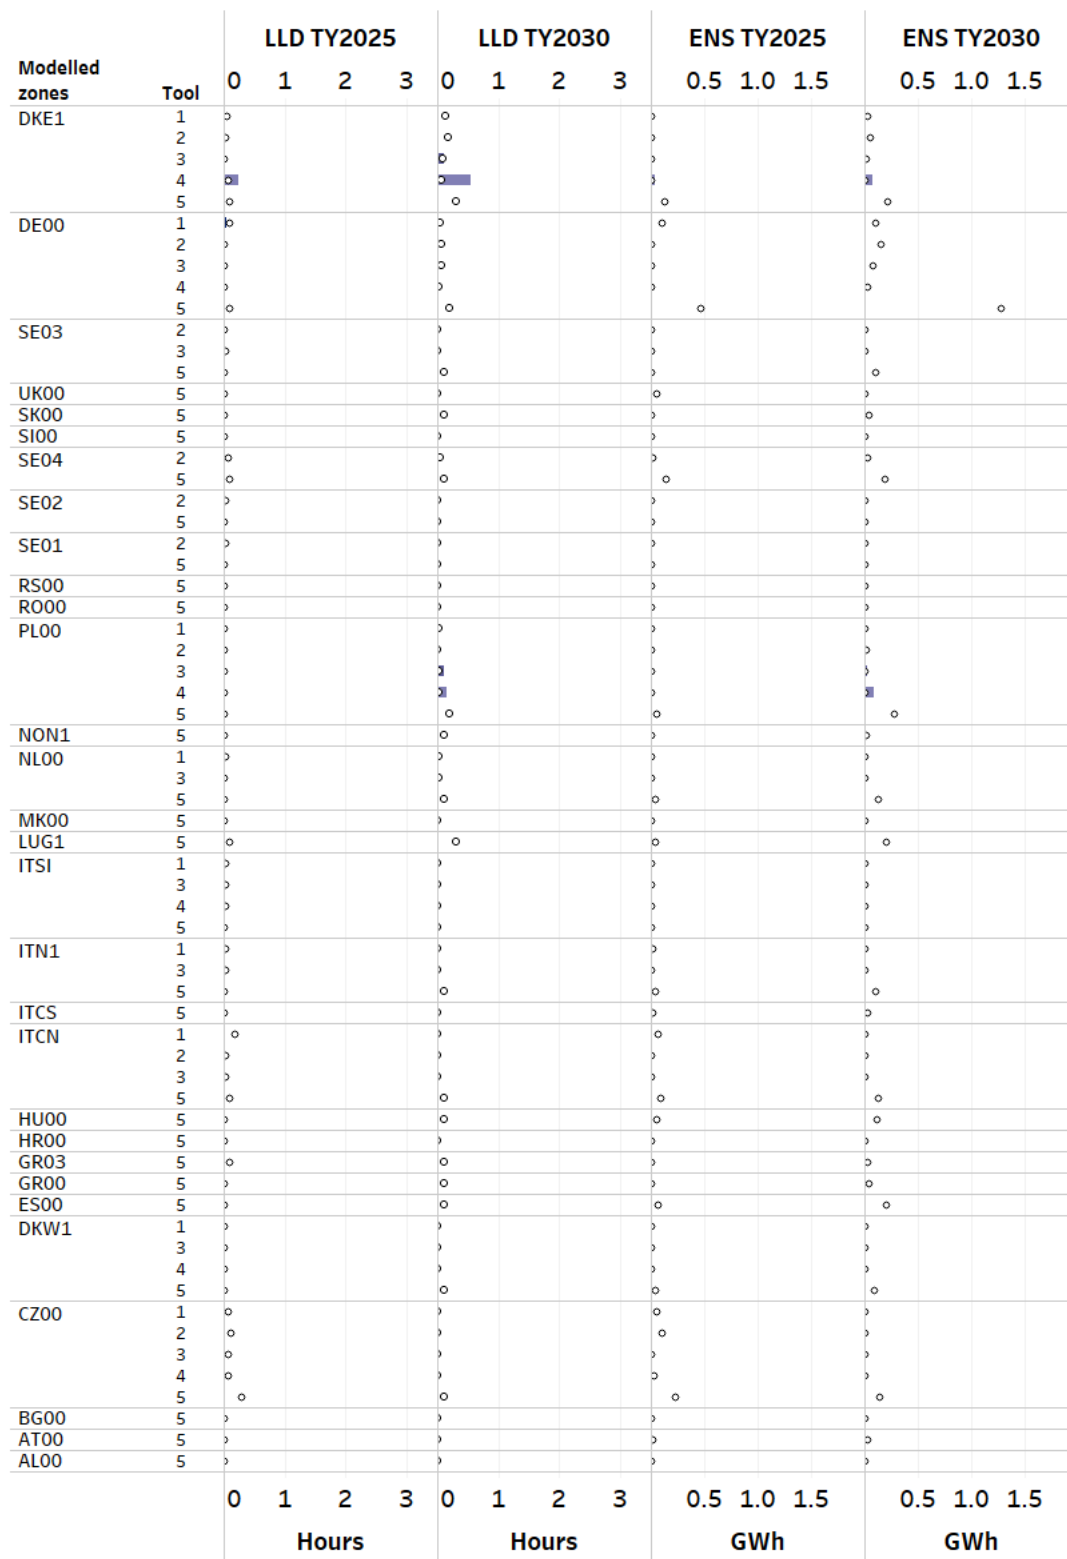 LLD TY2025 LLD TY2030 ENS TY2025 ENS TY2030
Modelled zones Tool 0 1 2 3 0 1 2 3 0.5 1.0 1.5 0.5 1.0 1.5
DKE1 1
2
3
4
5
DE00 1
2
3
4
5
SE03 2
3
5
UK00 5
SK00 5
SI00 5
SE04 2
5
SE02 2
5
SE01 2
5
RS00 5
RO00 5
PL00 1
2
3
4
5
NON1 5
NL00 1
3
5
MK00 5
LUG1 5
ITSI 1
3
4
5
ITN1 1
3
5
ITCS 5
ITCN 1
2
3
5
HU00 5
HR00 5
GR03 5
GR00 5
ES00 5
DKW1 1
3
4
5
CZ00 1
2
3
4
5
BG00 5
AT00 5
AL00 5
0 1 2 3 0 1 2 3 0.5 1.0 1.5 0.5 1.0 1.5
Hours Hours GWh GWh